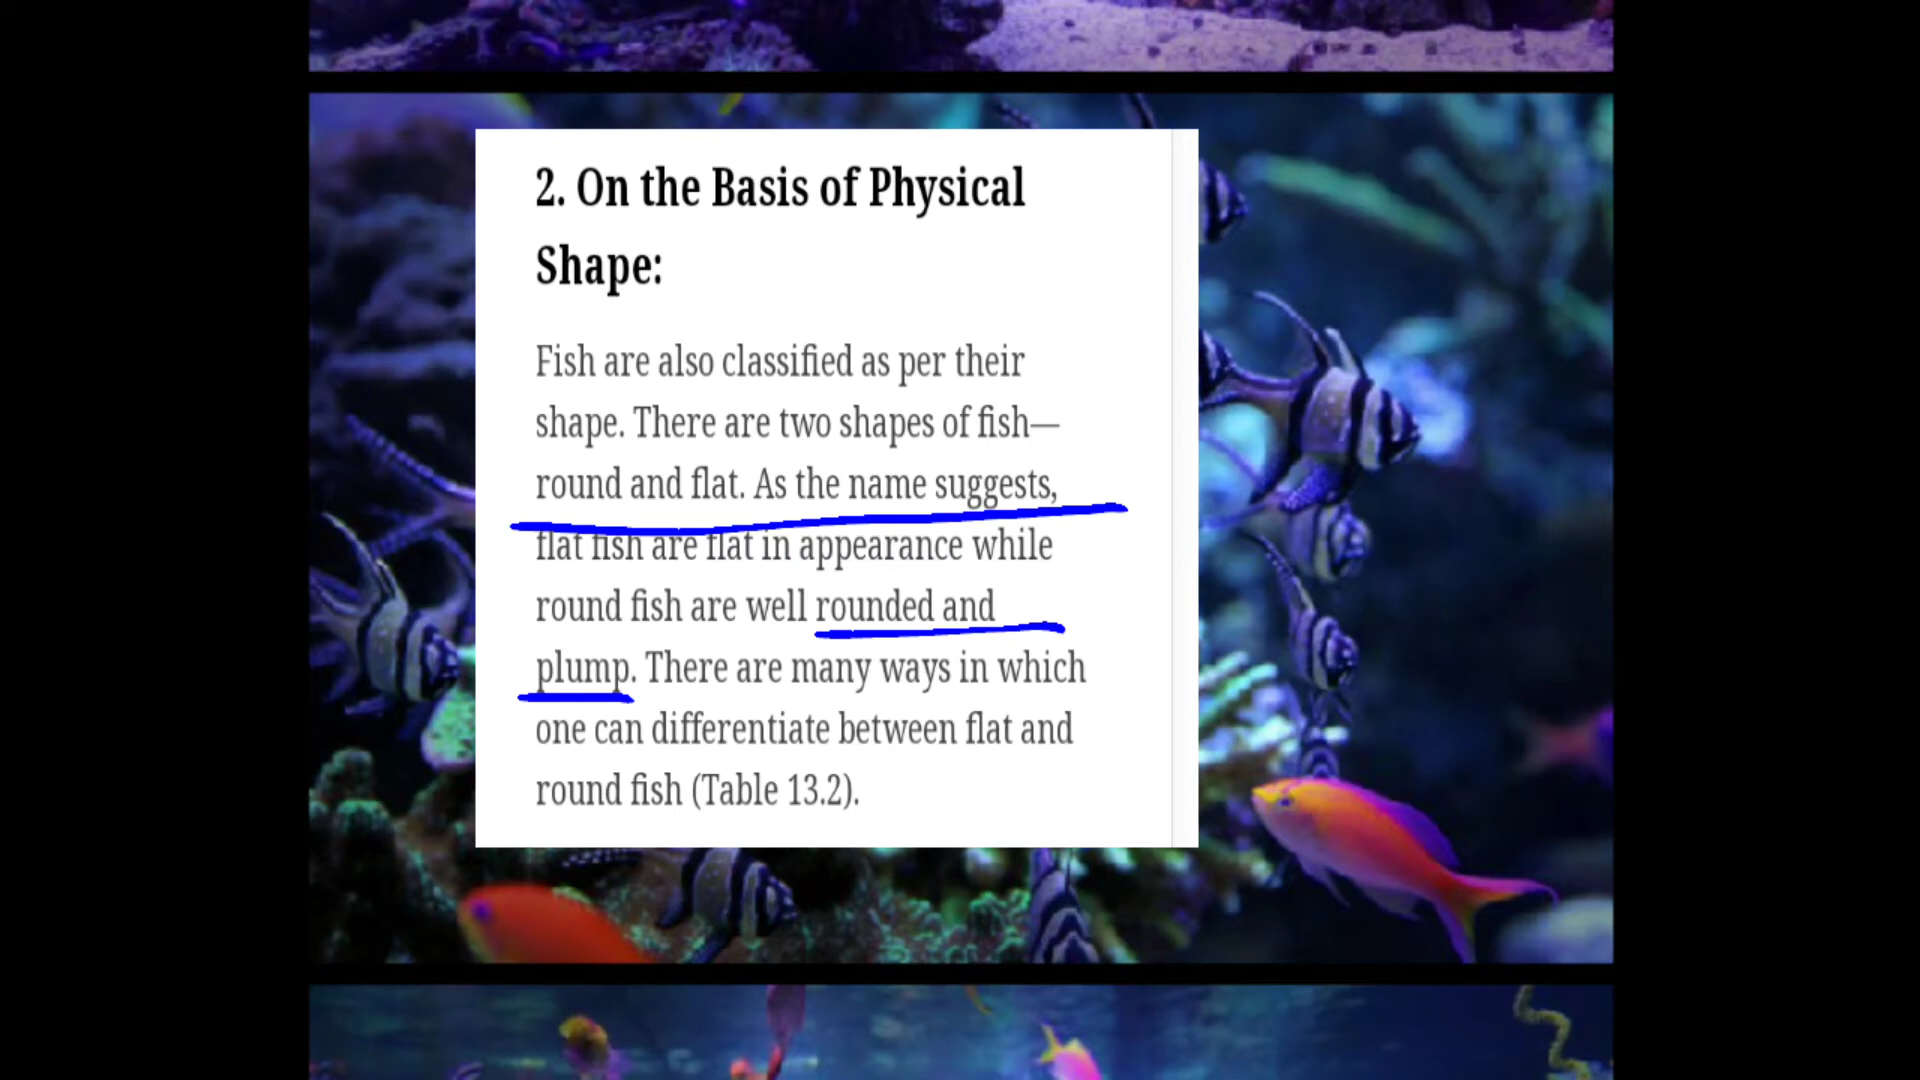 2. On the Basis of Physical
Shape:
Fish are also classified as per their
shape. There are two shapes of fish—
round and flat. As the name suggests,
flat fish are flat in appearance while
round fish are well rounded and
plump. There are many ways in which
one can differentiate between flat and
round fish (Table 13.2).